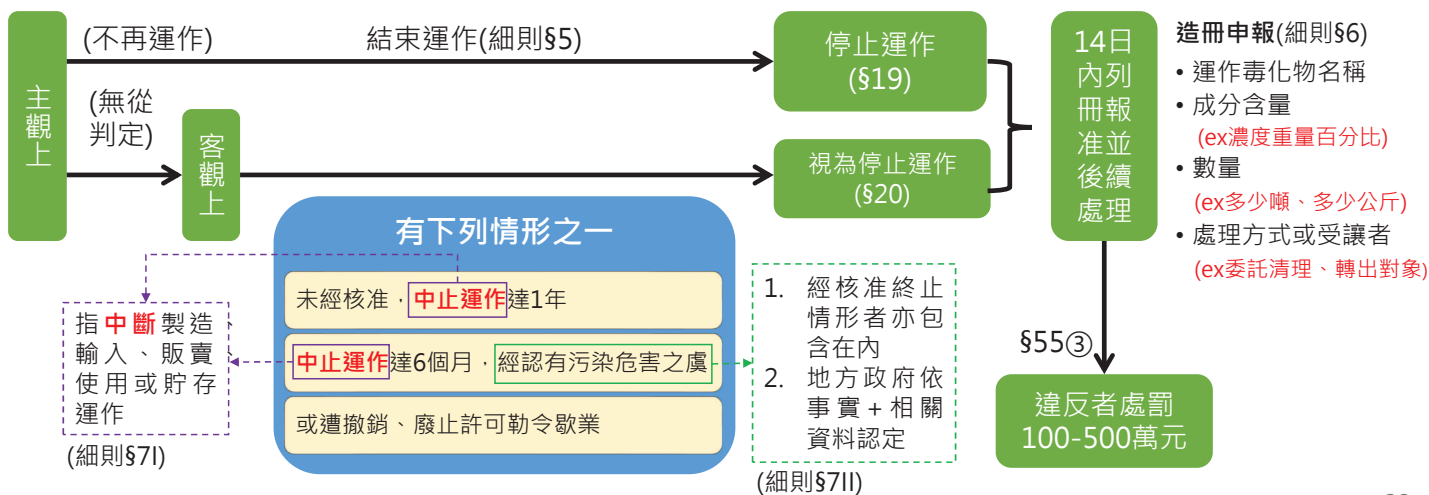 主觀上
(不再運作)
結束運作(細則§5)
停止運作
(§19)
(無從
判定)
客觀上
視為停止運作
(§20)
14日
內列
冊報
准並
後續
處理
造冊申報(細則§6)
• 運作毒化物名稱
• 成分含量
(ex濃度重量百分比)
• 數量
(ex多少噸、多少公斤)
• 處理方式或受讓者
(ex委託清理、轉出對象)
有下列情形之一
未經核准，中止運作達1年
中止運作達6個月，經認有污染危害之虞
或遭撤銷、廢止許可勒令歇業
指中斷製造、
輸入、販賣、
使用或貯存
運作
(細則§7I)
1. 經核准終止
情形者亦包
含在內
2. 地方政府依
事實+相關
資料認定
(細則§7II)
§55③
違反者處罰
100-500萬元